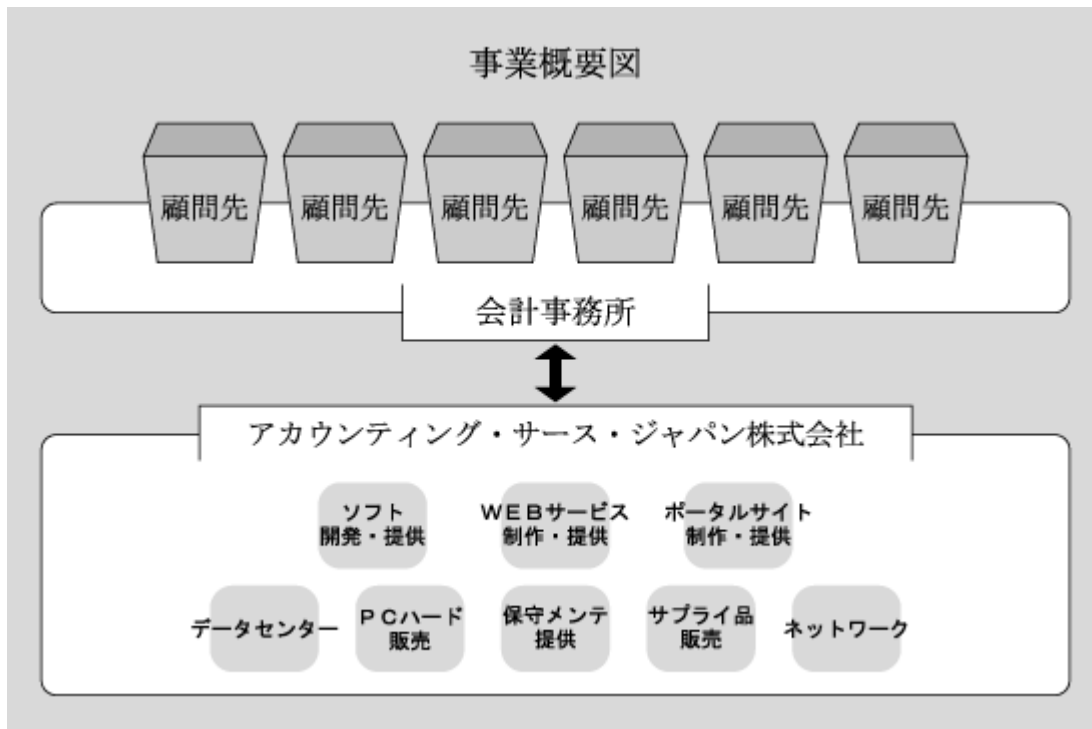 事業概要図
顧問先 顧問先 顧問先 顧問先 顧問先 顧問先
会計事務所
アカウンティング・サース・ジャパン株式会社
ソフト
開発・提供
ＷＥＢサービス
制作・提供
ポータルサイト
制作・提供
データセンター
ＰＣハード
販売
保守メンテ
提供
サプライ品
販売
ネットワーク